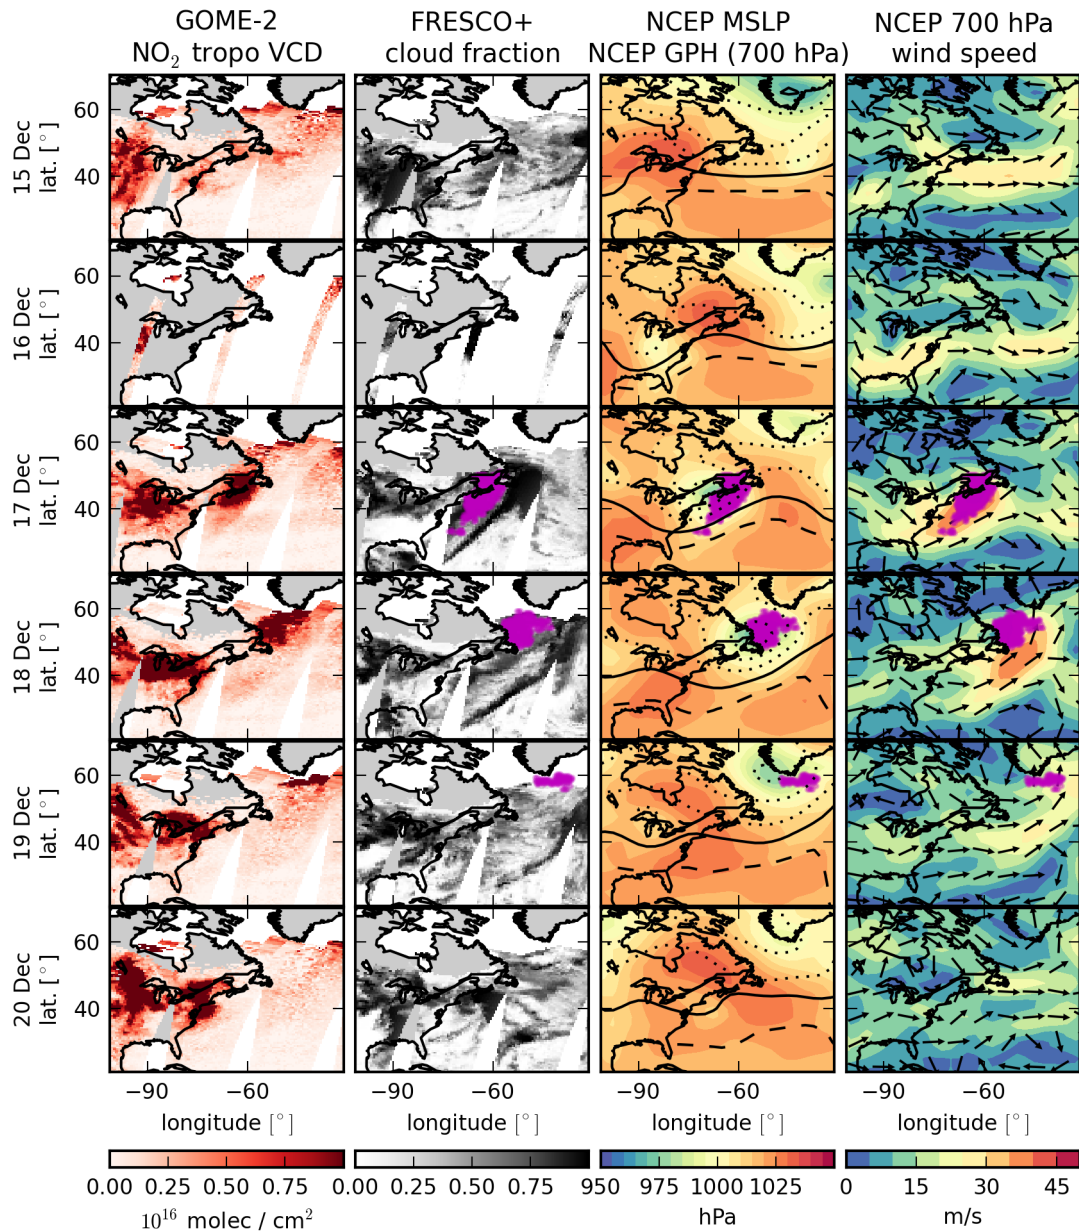 GOME-2
NO₂ tropo VCD
FRESCO+
cloud fraction
NCEP MSLP
NCEP GPH (700 hPa)
NCEP 700 hPa
wind speed
15 Dec
lat. [°]
60
40
16 Dec
lat. [°]
60
40
17 Dec
lat. [°]
60
40
18 Dec
lat. [°]
60
40
19 Dec
lat. [°]
60
40
20 Dec
lat. [°]
60
40
−90 −60
−90 −60
−90 −60
−90 −60
longitude [°]
longitude [°]
longitude [°]
longitude [°]
0.00 0.25 0.50 0.75 0.00
10¹⁶ molec / cm²
0.00 0.25 0.50 0.75
950 975 1000 1025
hPa
0 15 30 45
m/s